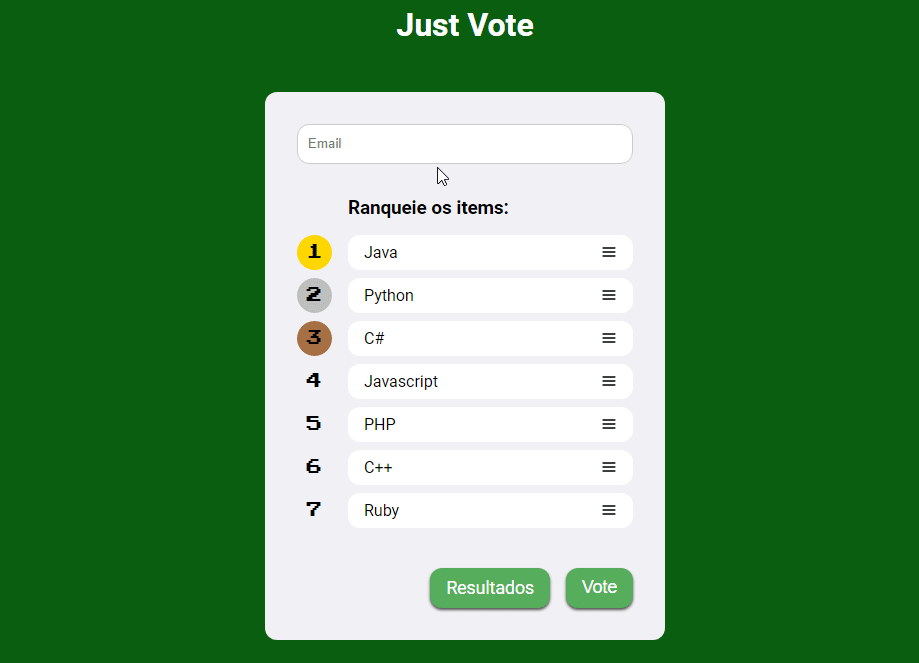 Just Vote
Email
Ranqueie os items:
1 Java
2 Python
3 C#
4 Javascript
5 PHP
6 C++
7 Ruby
Resultados Vote